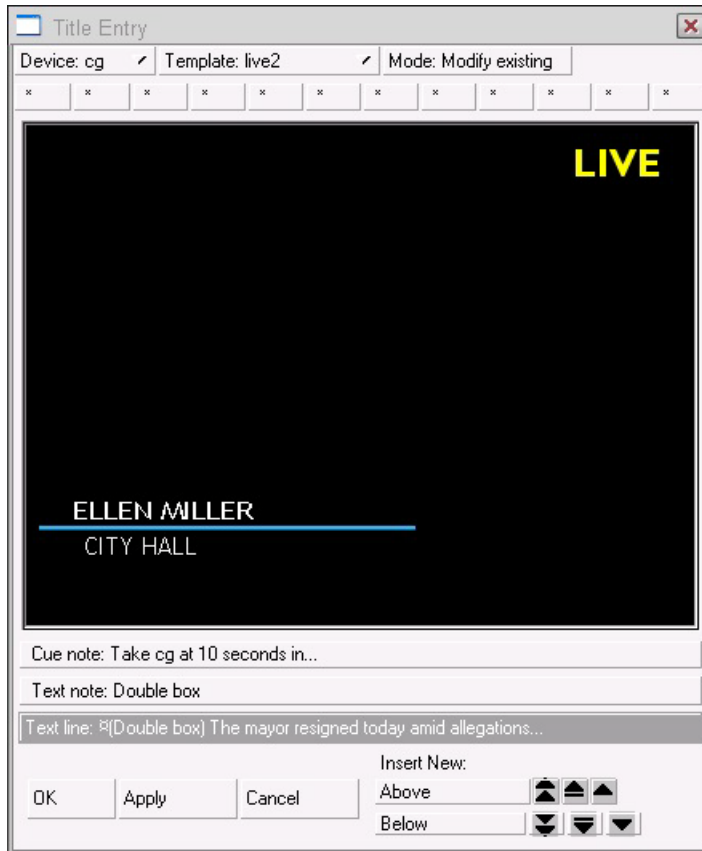 Title Entry
Device: cg Template: live2 Mode: Modify existing
¤ ¤ ¤ ¤ ¤ ¤ ¤ ¤ ¤ ¤ ¤ ¤
LIVE
ELLEN MILLER
CITY HALL
Cue note: Take cg at 10 seconds in...
Text note: Double box
Text line: ¤(Double box) The mayor resigned today amid allegations...
Insert New:
OK Apply Cancel Above
Below